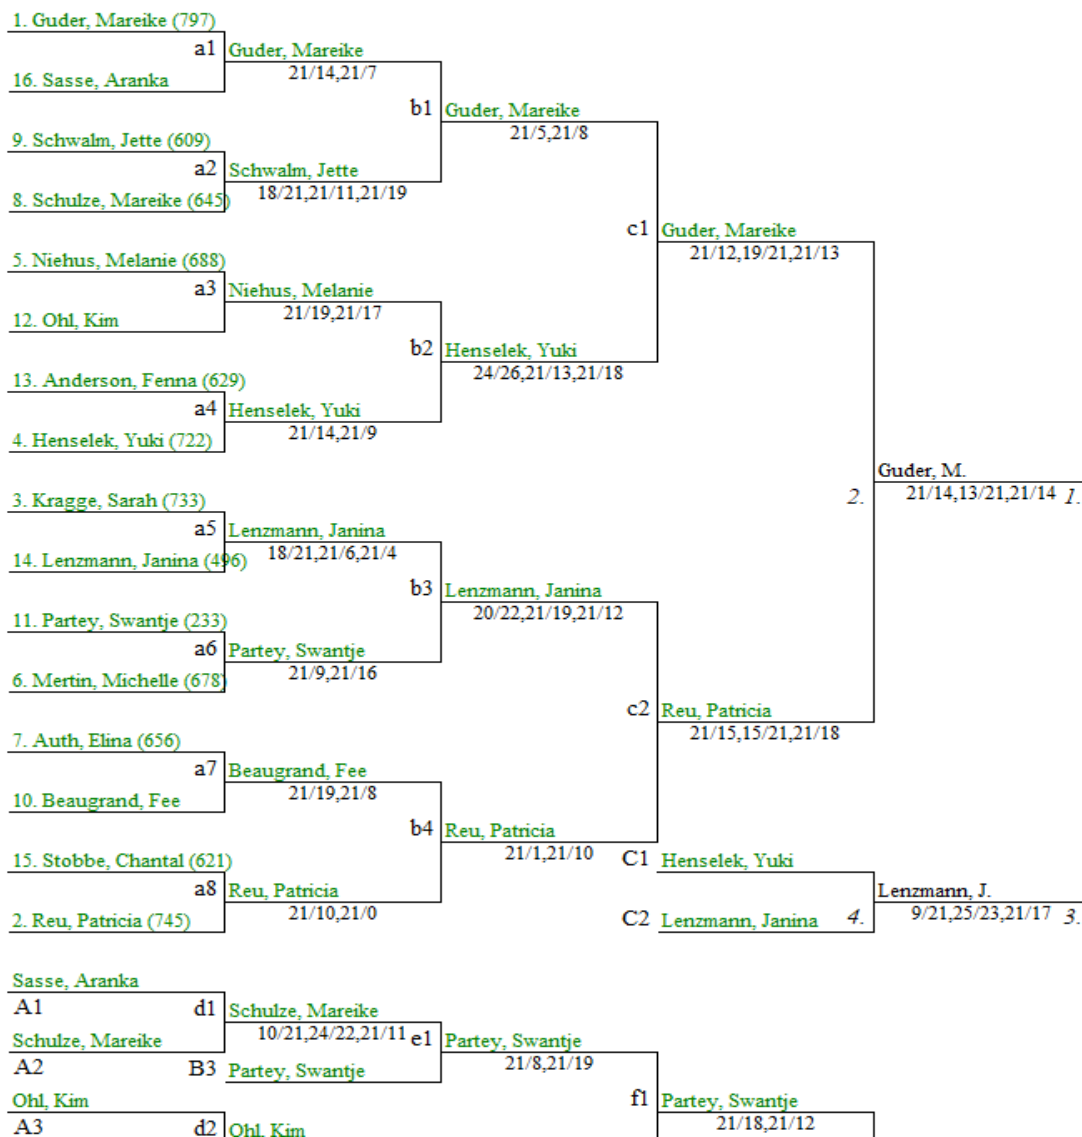 1. Guder, Mareike (797)
a1 Guder, Mareike
21/14,21/7
16. Sasse, Aranka
b1 Guder, Mareike
21/5,21/8
9. Schwalm, Jette (609)
a2 Schwalm, Jette
18/21,21/11,21/19
8. Schulze, Mareike (645)
c1 Guder, Mareike
21/12,19/21,21/13
5. Niehus, Melanie (688)
a3 Niehus, Melanie
21/19,21/17
12. Ohl, Kim
b2 Henselek, Yuki
24/26,21/13,21/18
13. Anderson, Fenna (629)
a4 Henselek, Yuki
21/14,21/9
4. Henselek, Yuki (722)
Guder, M.
2. 21/14,13/21,21/14 1.
3. Kragge, Sarah (733)
a5 Lenzmann, Janina
18/21,21/6,21/4
14. Lenzmann, Janina (496)
b3 Lenzmann, Janina
20/22,21/19,21/12
11. Partey, Swantje (233)
a6 Partey, Swantje
21/9,21/16
6. Mertin, Michelle (678)
c2 Reu, Patricia
21/15,15/21,21/18
7. Auth, Elina (656)
a7 Beaugrand, Fee
21/19,21/8
10. Beaugrand, Fee
b4 Reu, Patricia
21/1,21/10
15. Stobbe, Chantal (621)
C1 Henselek, Yuki
a8 Reu, Patricia
21/10,21/0
Lenzmann, J.
9/21,25/23,21/17 3.
2. Reu, Patricia (745)
C2 Lenzmann, Janina 4.
Sasse, Aranka
A1 d1 Schulze, Mareike
10/21,24/22,21/11
Schulze, Mareike
e1 Partey, Swantje
21/8,21/19
A2 B3 Partey, Swantje
Ohl, Kim
f1 Partey, Swantje
21/18,21/12
A3 d2 Ohl, Kim